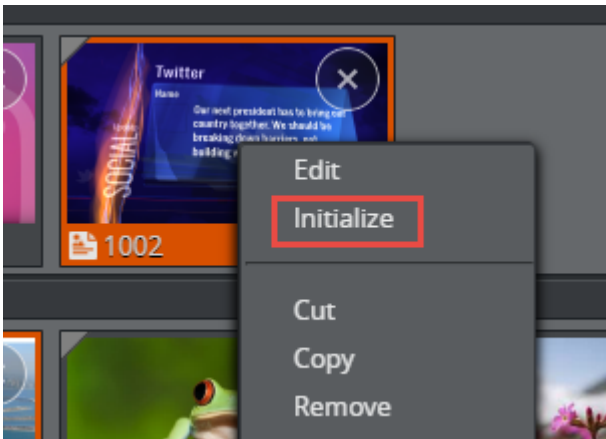 Twitter
Name
Our next president has to bring our
country together. We should be
breaking down barriers, not
building
Update
SOCIAL
1002
Edit
Initialize
Cut
Copy
Remove